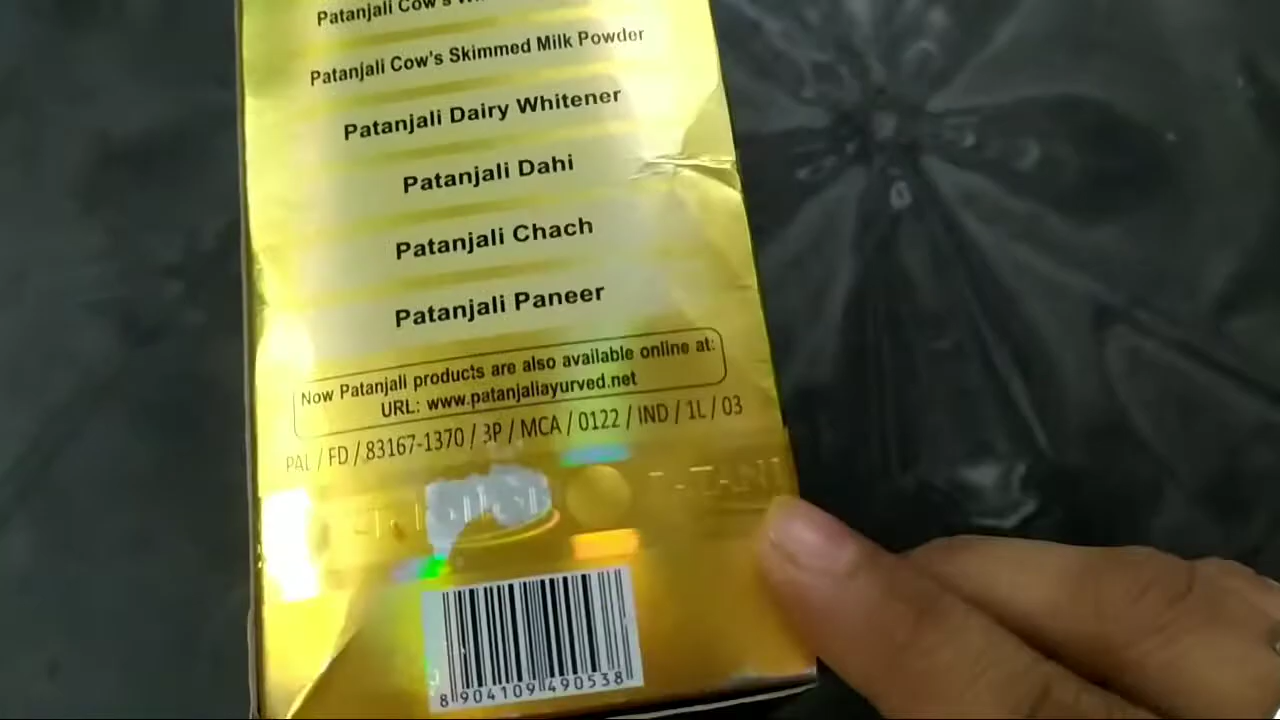 Patanjali Cow's
Patanjali Cow's Skimmed Milk Powder
Patanjali Dairy Whitener
Patanjali Dahi
Patanjali Chach
Patanjali Paneer
Now Patanjali products are also available online at:
URL: www.patanjaliayurved.net
PAL / FD / 83167-1370 / 3P / MCA / 0122 / IND / 1L / 03
8 904109 490538